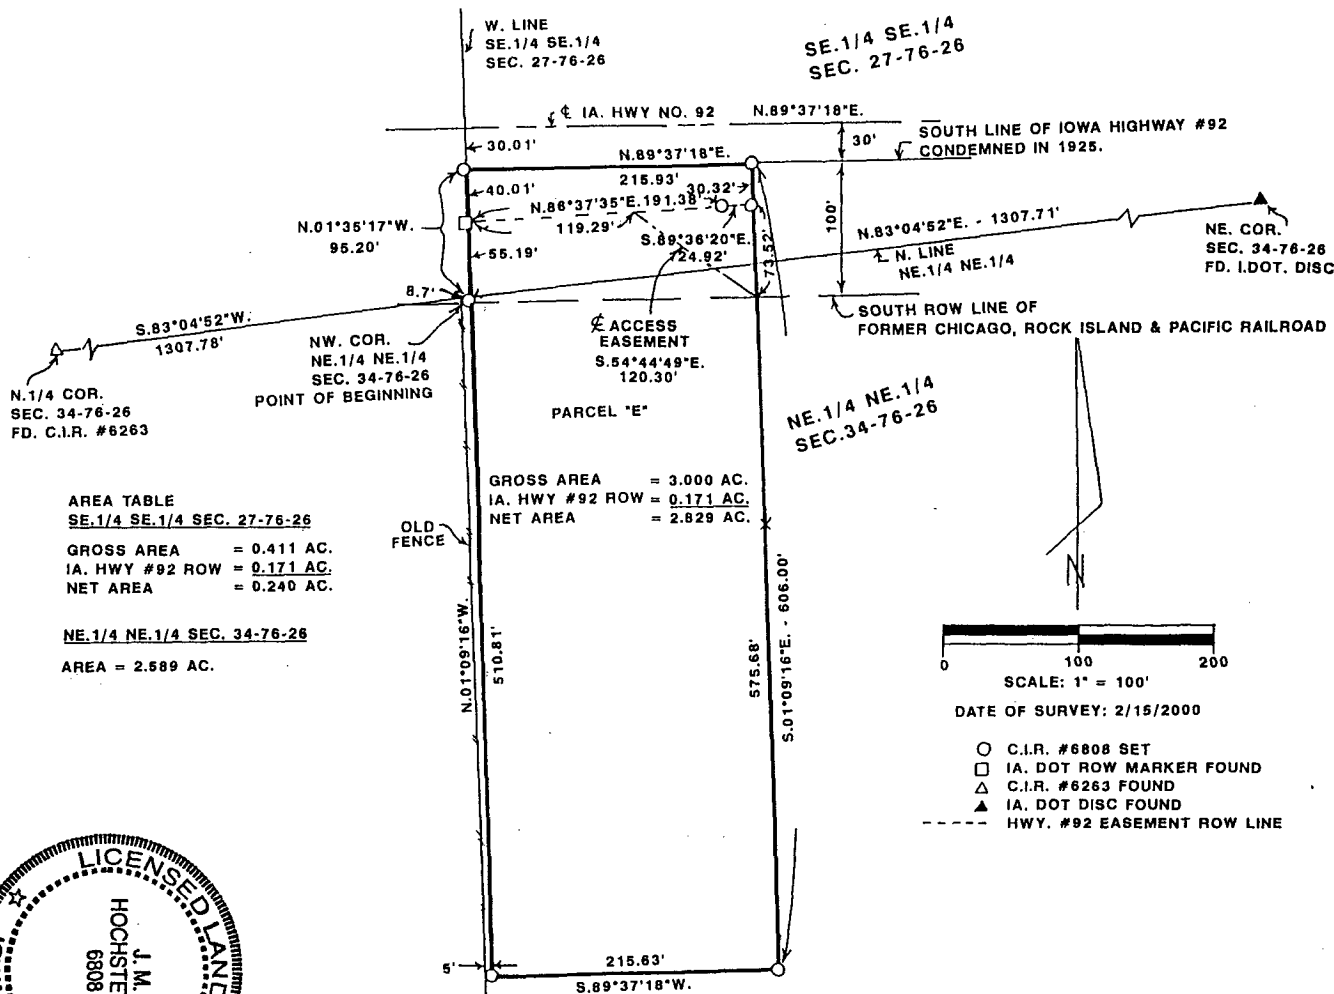 W. LINE
SE.1/4 SE.1/4
SEC. 27-76-26
SE.1/4 SE.1/4
SEC. 27-76-26
℄ IA. HWY NO. 92
N.89°37'18"E.
30.01'
30'
SOUTH LINE OF IOWA HIGHWAY #92
CONDEMNED IN 1925.
N.89°37'18"E.
215.93'
40.01'
30.32'
N.86°37'35"E.
191.38'
119.29'
N.01°35'17"W.
95.20'
55.19'
S.89°36'20"E.
24.92'
73.52'
100'
N.83°04'52"E. - 1307.71'
N. LINE
NE.1/4 NE.1/4
NE. COR.
SEC. 34-76-26
FD. I.DOT. DISC
8.7'
S.83°04'52"W.
1307.78'
N.1/4 COR.
SEC. 34-76-26
FD. C.I.R. #6263
NW. COR.
NE.1/4 NE.1/4
SEC. 34-76-26
POINT OF BEGINNING
℄ ACCESS
EASEMENT
S.54°44'49"E.
120.30'
SOUTH ROW LINE OF
FORMER CHICAGO, ROCK ISLAND & PACIFIC RAILROAD
PARCEL "E"
NE.1/4 NE.1/4
SEC.34-76-26
GROSS AREA = 3.000 AC.
IA. HWY #92 ROW = 0.171 AC.
NET AREA = 2.829 AC.
AREA TABLE
SE.1/4 SE.1/4 SEC. 27-76-26
GROSS AREA = 0.411 AC.
IA. HWY #92 ROW = 0.171 AC.
NET AREA = 0.240 AC.
NE.1/4 NE.1/4 SEC. 34-76-26
AREA = 2.589 AC.
OLD
FENCE
N.01°09'16"W.
510.81'
575.68'
S.01°09'16"E. - 606.00'
N
0 100 200
SCALE: 1" = 100'
DATE OF SURVEY: 2/15/2000
C.I.R. #6808 SET
IA. DOT ROW MARKER FOUND
C.I.R. #6263 FOUND
IA. DOT DISC FOUND
HWY. #92 EASEMENT ROW LINE
5'
215.63'
S.89°37'18"W.
LICENSED LAND
J. M.
6808